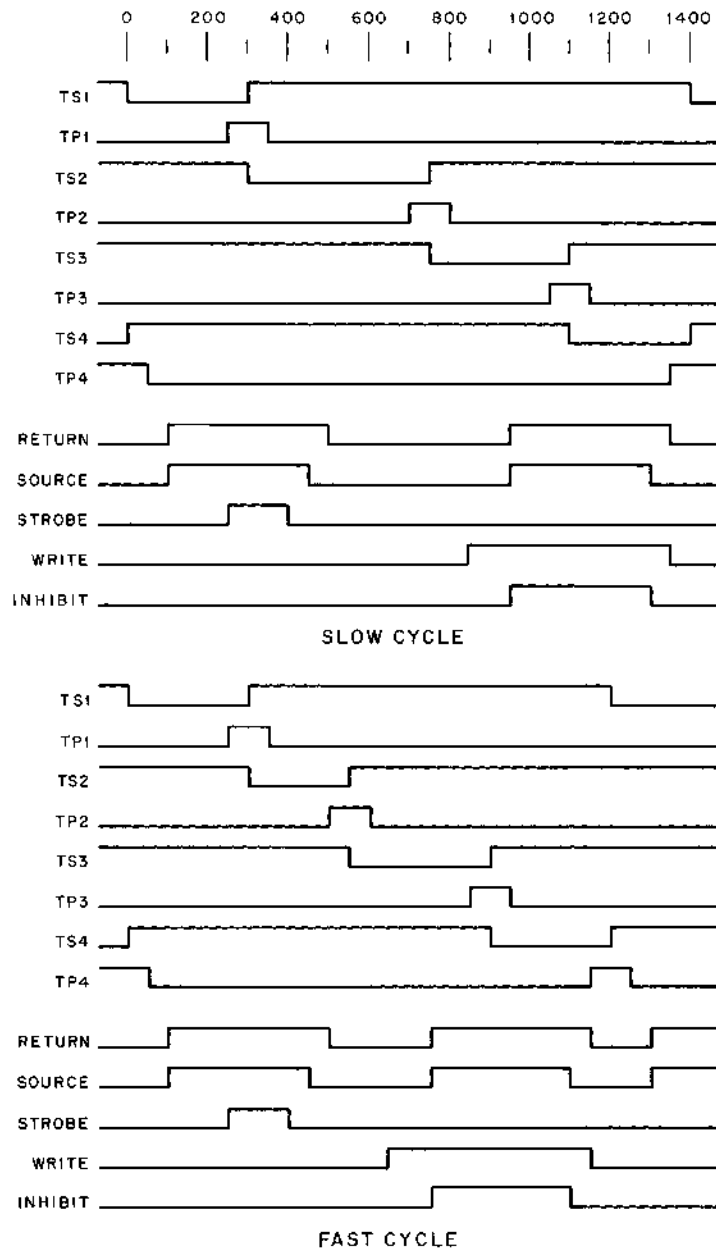 0 200 400 600 800 1000 1200 1400
TS1
TP1
TS2
TP2
TS3
TP3
TS4
TP4
RETURN
SOURCE
STROBE
WRITE
INHIBIT
SLOW CYCLE
TS1
TP1
TS2
TP2
TS3
TP3
TS4
TP4
RETURN
SOURCE
STROBE
WRITE
INHIBIT
FAST CYCLE